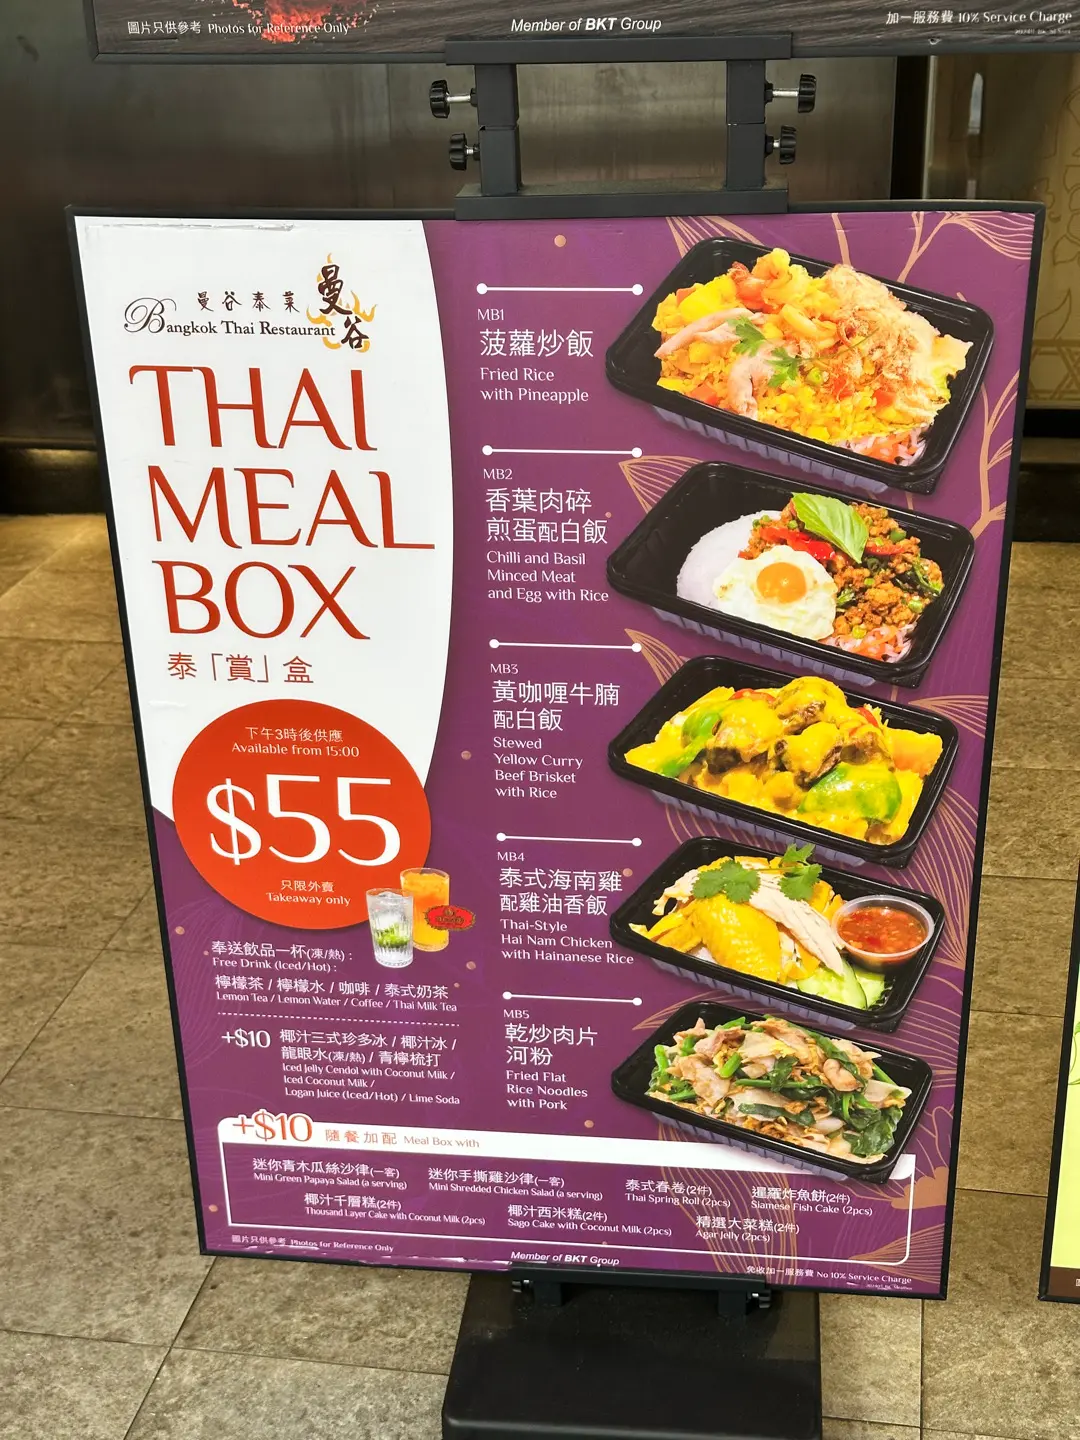 圖片只供參考 Photos for Reference Only
Member of BKT Group
加一服務費 10% Service Charge
曼谷泰菜
曼谷
Bangkok Thai Restaurant
THAI
MEAL
BOX
泰「賞」盒
下午3時後供應
Available from 15:00
$55
只限外賣
Takeaway only
奉送飲品一杯(凍/熱) :
Free Drink (Iced/Hot) :
檸檬茶 / 檸檬水 / 咖啡 / 泰式奶茶
Lemon Tea / Lemon Water / Coffee / Thai Milk Tea
+$10 椰汁三式珍多冰 / 椰汁冰 /
龍眼水(凍/熱) / 青檸梳打
Iced Jelly Cendol with Coconut Milk /
Iced Coconut Milk /
Logan Juice (Iced/Hot) / Lime Soda
MB1
菠蘿炒飯
Fried Rice
with Pineapple
MB2
香葉肉碎
煎蛋配白飯
Chilli and Basil
Minced Meat
and Egg with Rice
MB3
黃咖喱牛腩
配白飯
Stewed
Yellow Curry
Beef Brisket
with Rice
MB4
泰式海南雞
配雞油香飯
Thai-Style
Hai Nam Chicken
with Hainanese Rice
MB5
乾炒肉片
河粉
Fried Flat
Rice Noodles
with Pork
+$10 隨餐加配 Meal Box with
迷你青木瓜絲沙律(一客)
Mini Green Papaya Salad (a serving)
迷你手撕雞沙律(一客)
Mini Shredded Chicken Salad (a serving)
泰式春卷(2件)
Thai Spring Roll (2pcs)
暹羅炸魚餅(2件)
Siamese Fish Cake (2pcs)
椰汁千層糕(2件)
Thousand Layer Cake with Coconut Milk (2pcs)
椰汁西米糕(2件)
Sago Cake with Coconut Milk (2pcs)
精選大菜糕(2件)
Agar Jelly (2pcs)
圖片只供參考 Photos for Reference Only
Member of BKT Group
免收加一服務費 No 10% Service Charge